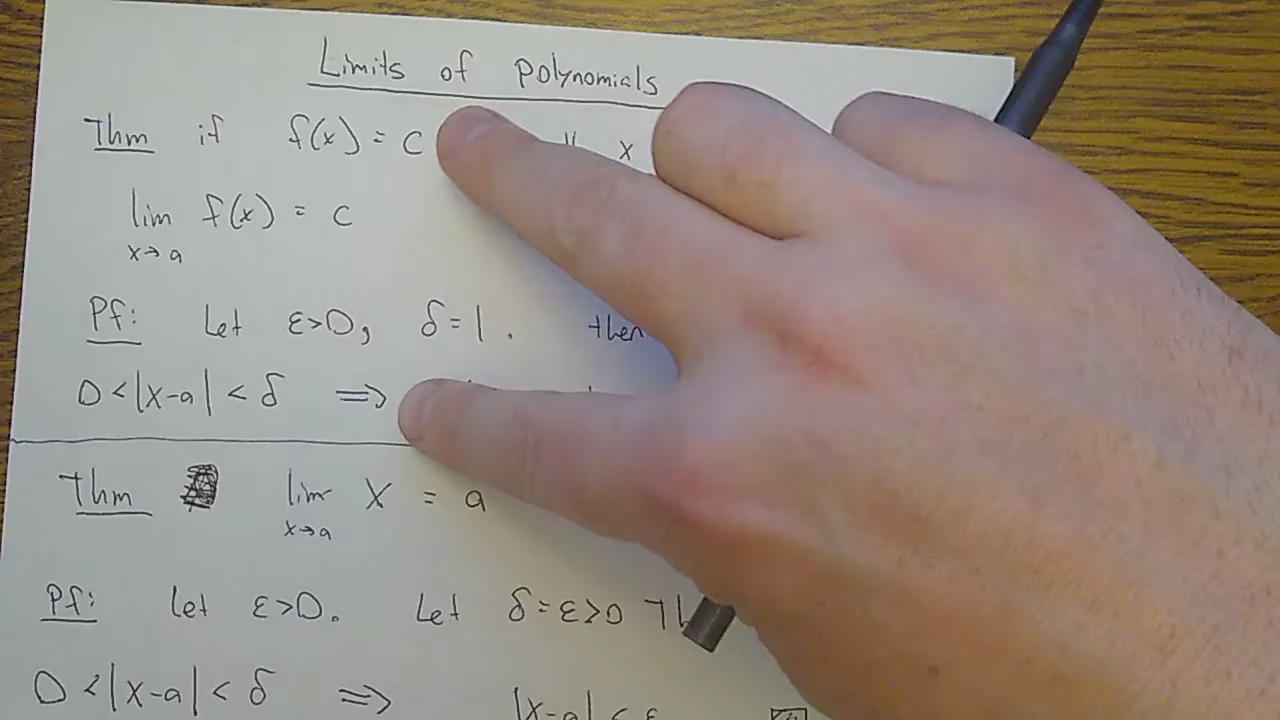 Limits of Polynomials
Thm if f(x) = c x
lim f(x) = c
x→a
Pf: Let ε>0, δ=1. then
0<|x-a|<δ ⟹
Thm lim x = a
x→a
Pf: Let ε>0. Let δ=ε>0
0<|x-a|<δ ⟹ |x-a|<ε